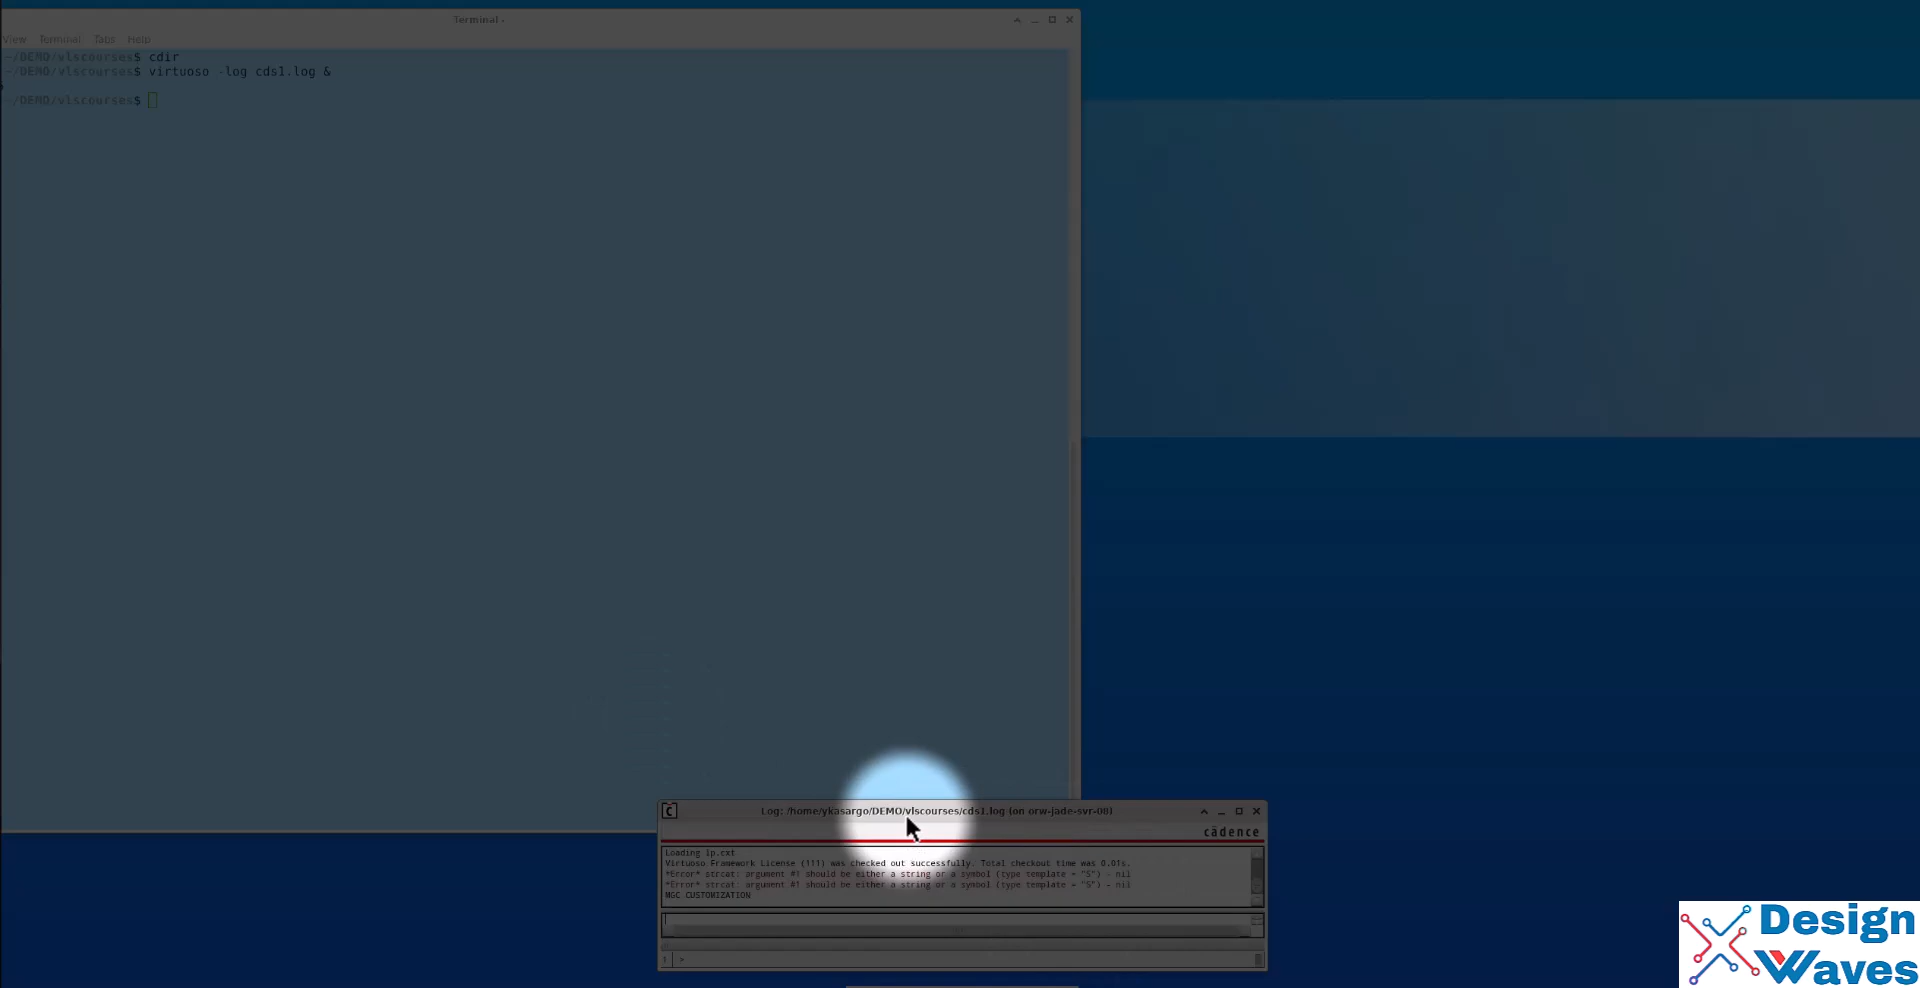 Terminal -
View Terminal Tabs Help
~/DEMO/vlscourses$ cdir
~/DEMO/vlscourses$ virtuoso -log cds1.log &
~/DEMO/vlscourses$
C Log: /home/ykasargo/DEMO/vlscourses/cds1.log (on orw-jade-svr-08)
cādence
Loading lp.cxt
Virtuoso Framework License (111) was checked out successfully. Total checkout time was 0.01s.
*Error* strcat: argument #1 should be either a string or a symbol (type template = "S") - nil
*Error* strcat: argument #1 should be either a string or a symbol (type template = "S") - nil
MGC CUSTOMIZATION
1 >
Design
Waves